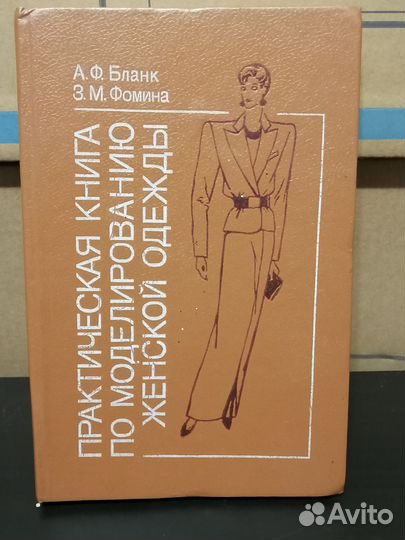 А.Ф. Бланк
З.М. Фомина
ПРАКТИЧЕСКАЯ КНИГА
ПО МОДЕЛИРОВАНИЮ
ЖЕНСКОЙ ОДЕЖДЫ
Avito